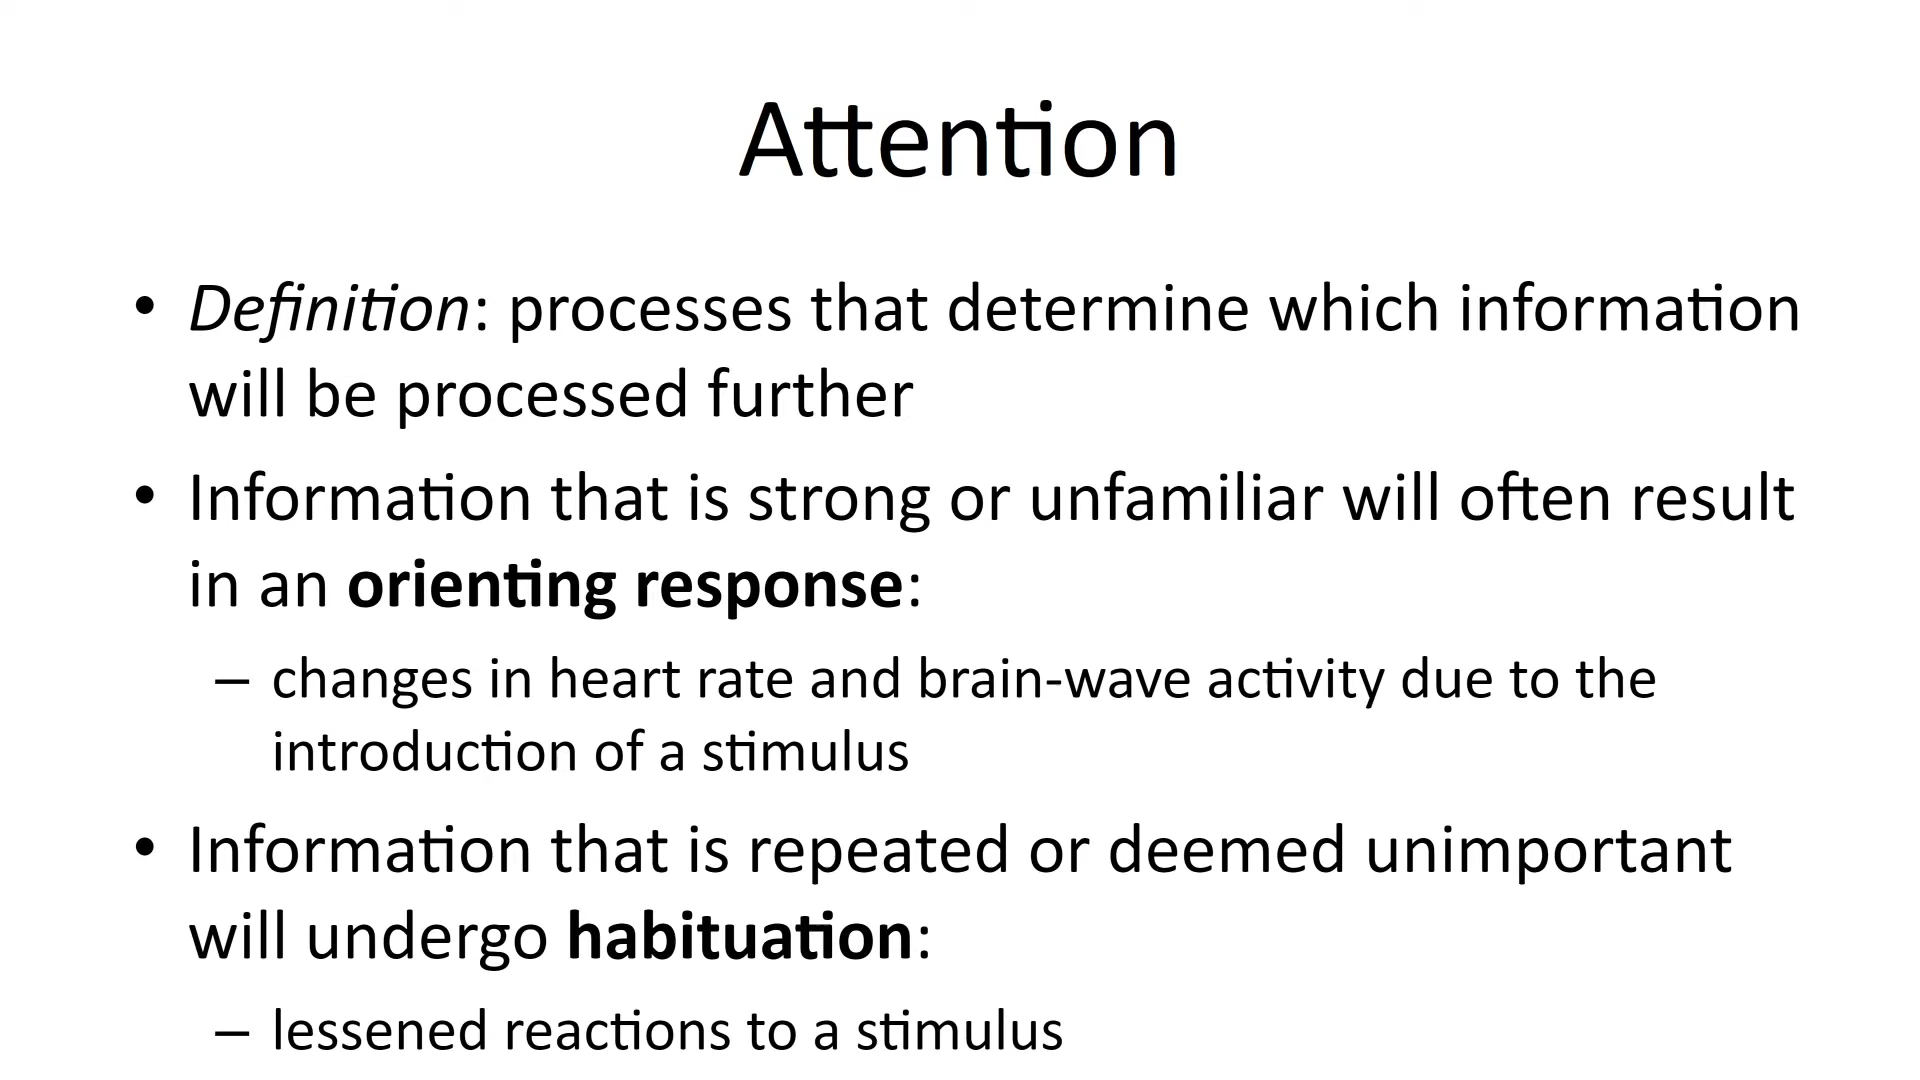 Attention
• Definition: processes that determine which information
will be processed further
• Information that is strong or unfamiliar will often result
in an orienting response:
– changes in heart rate and brain-wave activity due to the
introduction of a stimulus
• Information that is repeated or deemed unimportant
will undergo habituation:
– lessened reactions to a stimulus